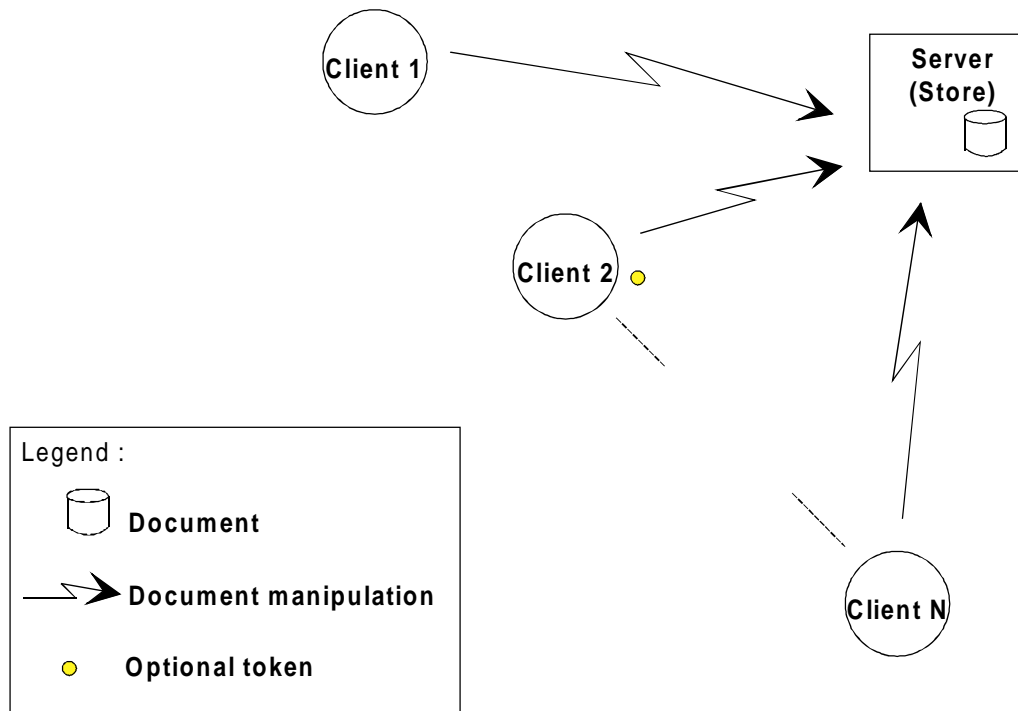 Client 1
Server
(Store)
Client 2
Legend :
Document
Document manipulation
Optional token
Client N